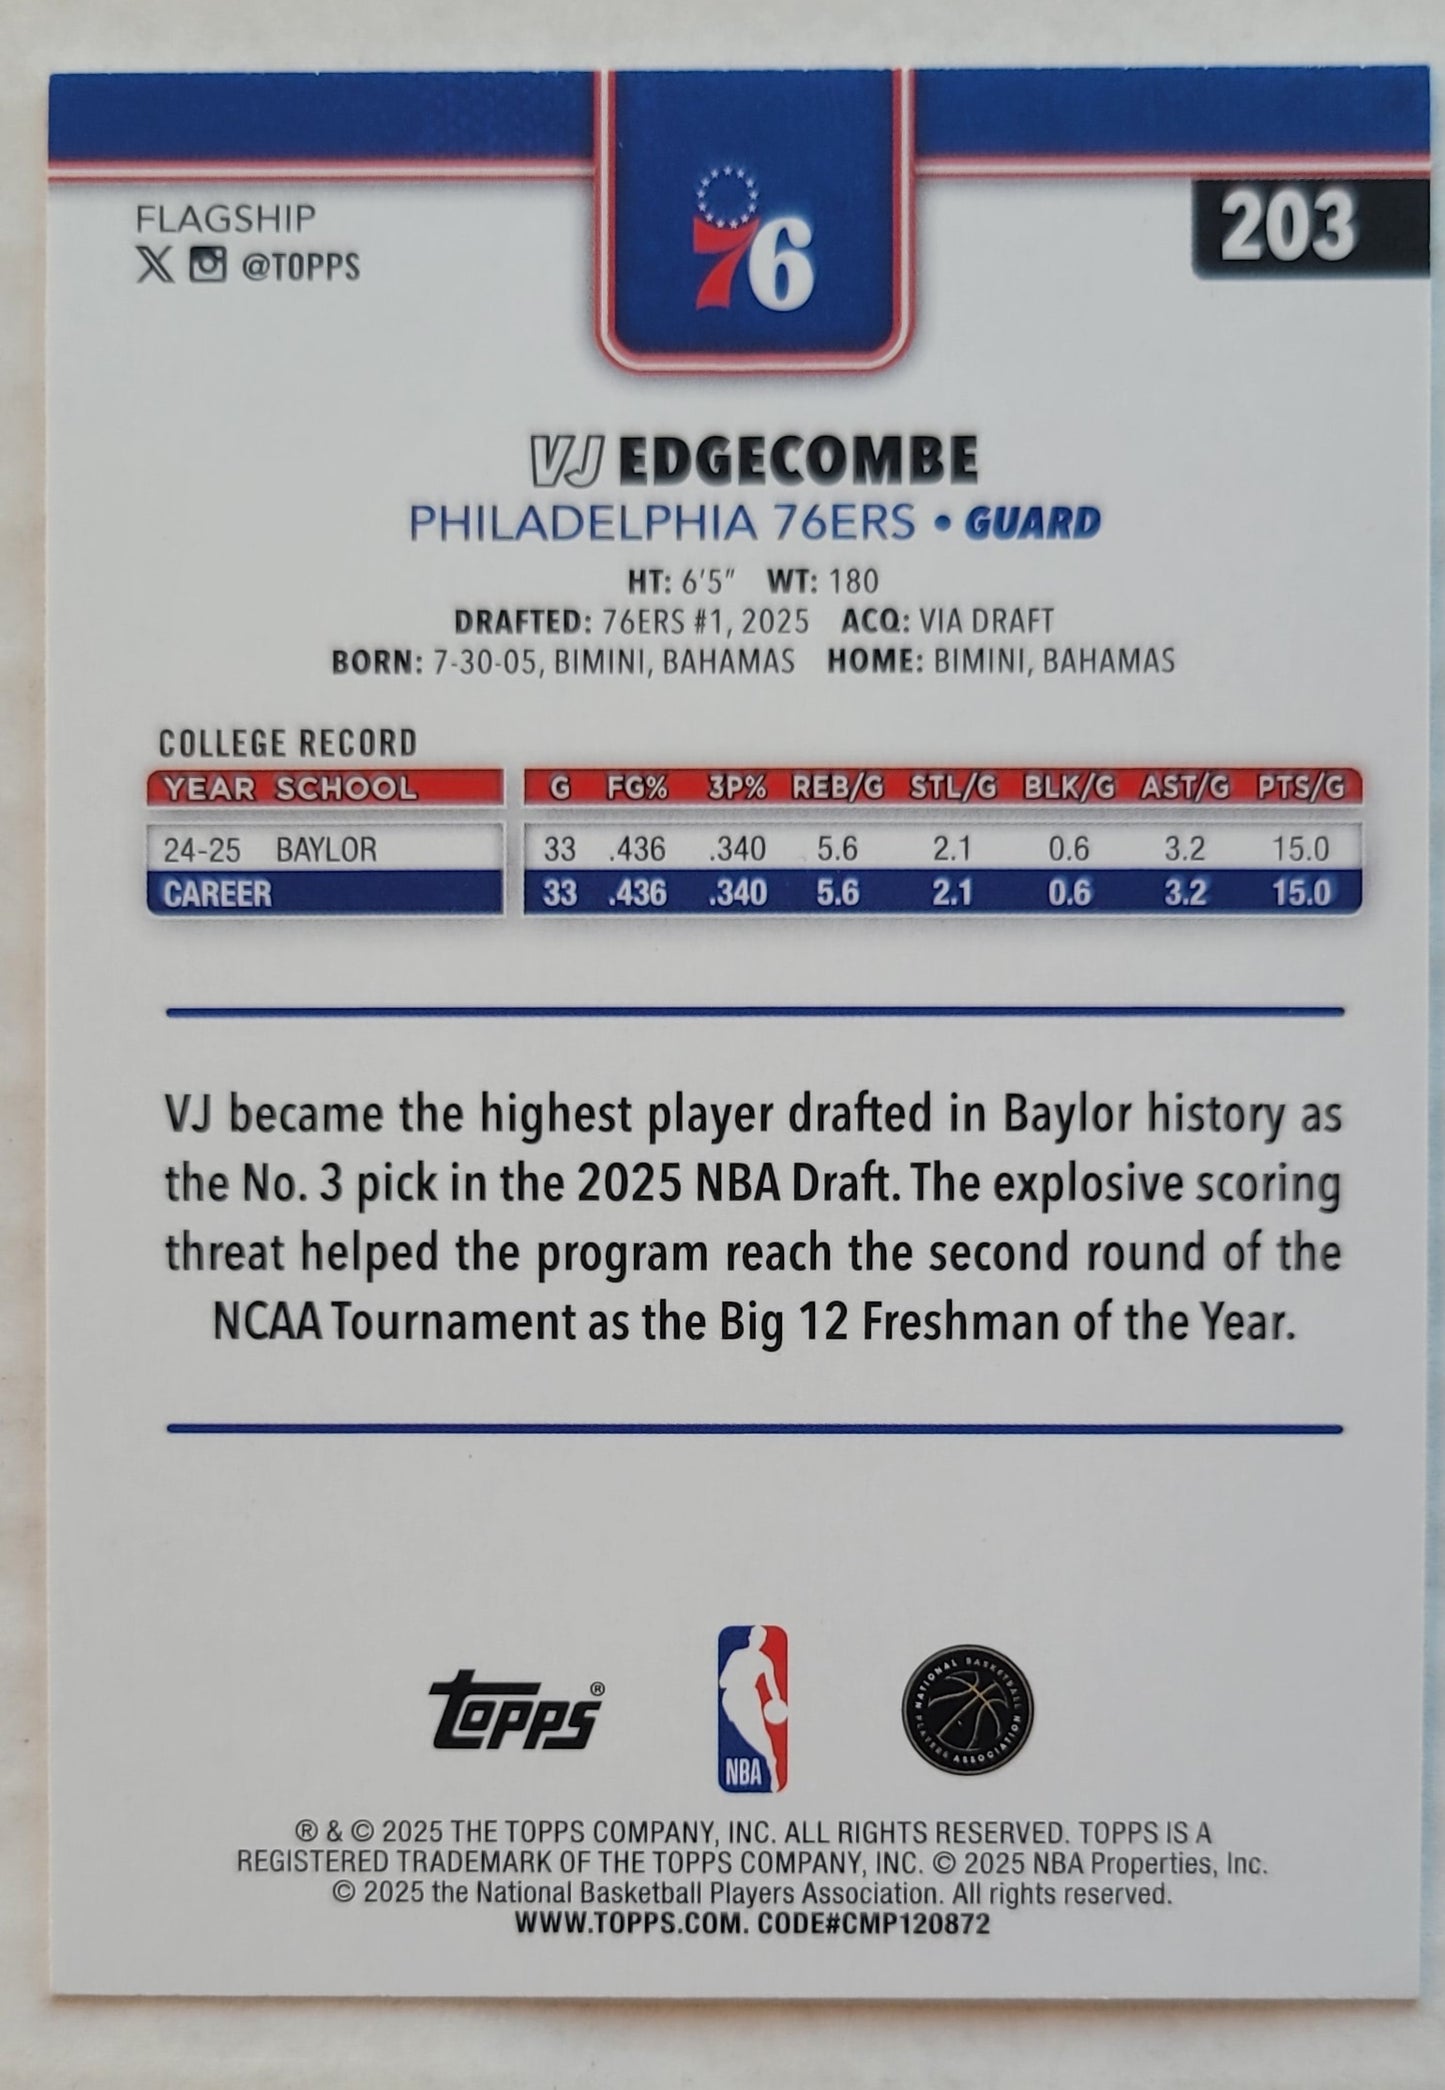 FLAGSHIP
X @TOPPS
76
203
VJ EDGECOMBE
PHILADELPHIA 76ERS • GUARD
HT: 6'5" WT: 180
DRAFTED: 76ERS #1, 2025 ACQ: VIA DRAFT
BORN: 7-30-05, BIMINI, BAHAMAS HOME: BIMINI, BAHAMAS
COLLEGE RECORD
YEAR SCHOOL G FG% 3P% REB/G STL/G BLK/G AST/G PTS/G
24-25 BAYLOR 33 .436 .340 5.6 2.1 0.6 3.2 15.0
CAREER 33 .436 .340 5.6 2.1 0.6 3.2 15.0
VJ became the highest player drafted in Baylor history as
the No. 3 pick in the 2025 NBA Draft. The explosive scoring
threat helped the program reach the second round of the
NCAA Tournament as the Big 12 Freshman of the Year.
topps®
NBA
NATIONAL BASKETBALL
PLAYERS ASSOCIATION
® & © 2025 THE TOPPS COMPANY, INC. ALL RIGHTS RESERVED. TOPPS IS A
REGISTERED TRADEMARK OF THE TOPPS COMPANY, INC. © 2025 NBA Properties, Inc.
© 2025 the National Basketball Players Association. All rights reserved.
WWW.TOPPS.COM. CODE#CMP120872